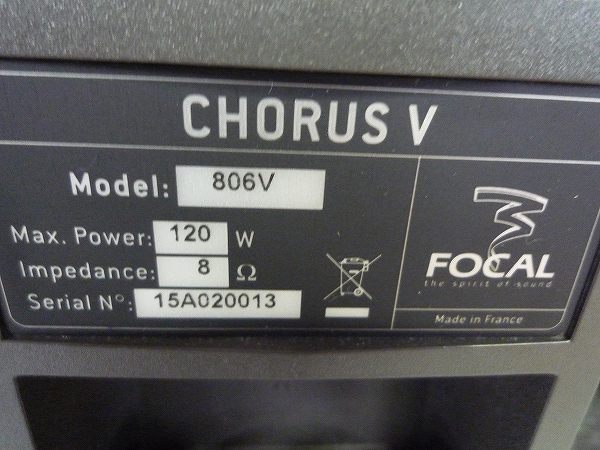 CHORUS V
Model: 806V
Max. Power: 120 W
Impedance: 8 Ω
Serial N°: 15A020013
FOCAL
the spirit of sound
Made in France